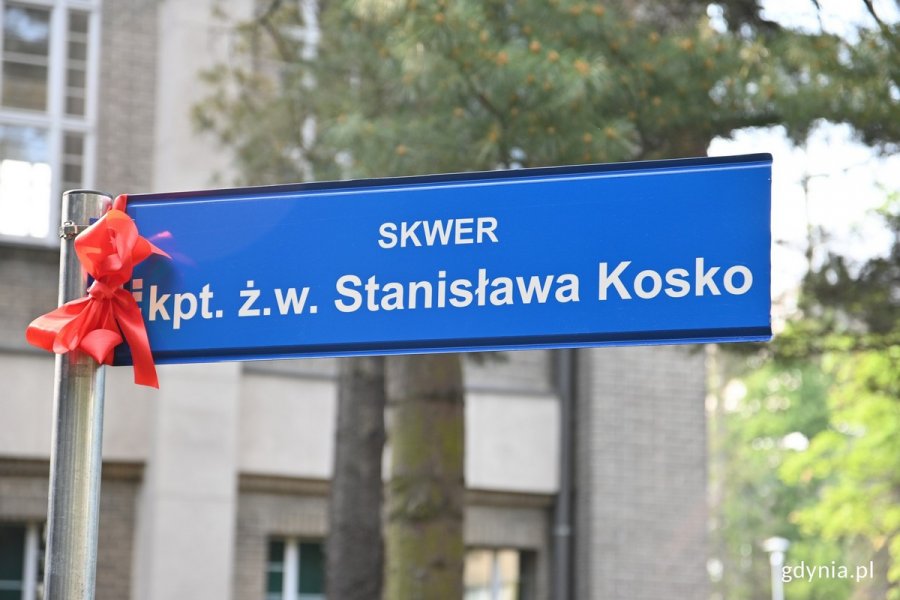 SKWER
kpt. ż.w. Stanisława Kosko
gdynia.pl